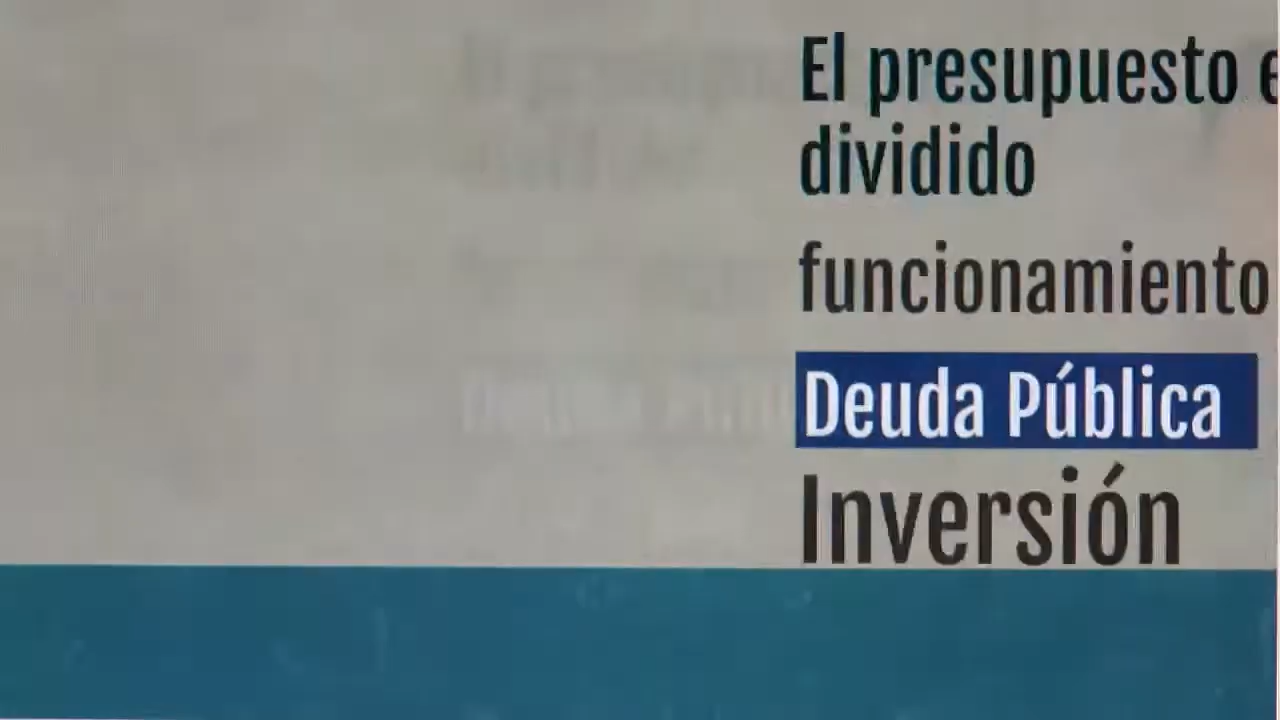 El presupuesto e
dividido
funcionamiento
Deuda Pública
Inversión